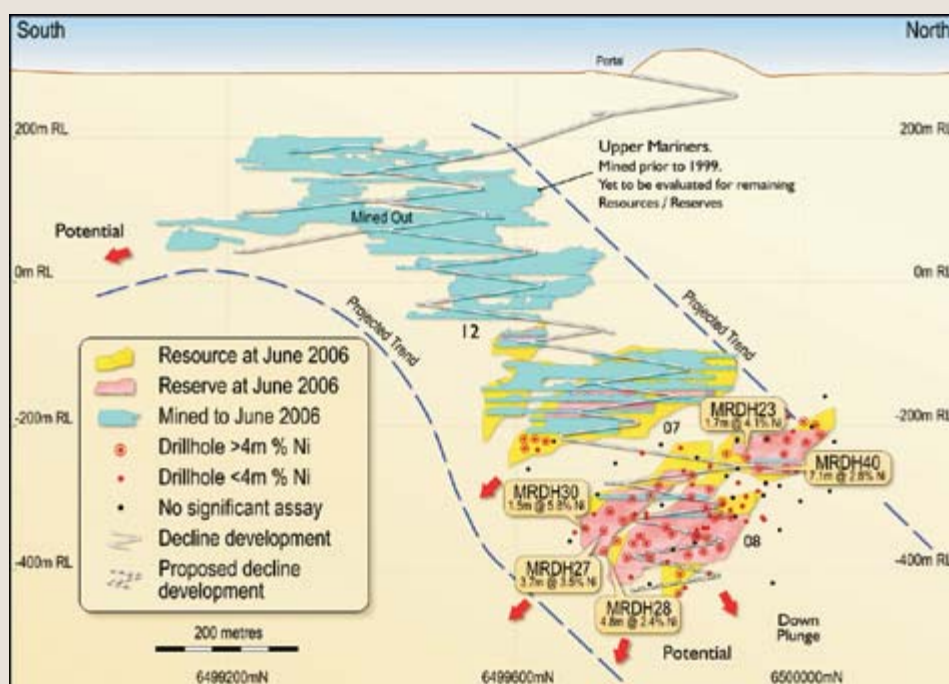 South
North
Portal
200m RL
200m RL
Upper Mariners.
Mined prior to 1999.
Yet to be evaluated for remaining
Resources / Reserves
Mined Out
Potential
0m RL
0m RL
Projected Trend
Projected Trend
12
Resource at June 2006
Reserve at June 2006
Mined to June 2006
Drillhole >4m % Ni
Drillhole <4m % Ni
No significant assay
Decline development
Proposed decline
development
200 metres
-200m RL
-200m RL
MRDH23
1.7m @ 4.1% Ni
07
MRDH40
7.1m @ 2.8% Ni
MRDH30
1.5m @ 5.8% Ni
08
-400m RL
-400m RL
MRDH27
3.7m @ 3.5% Ni
MRDH28
4.8m @ 2.4% Ni
Down
Plunge
Potential
6499200mN
6499600mN
6500000mN